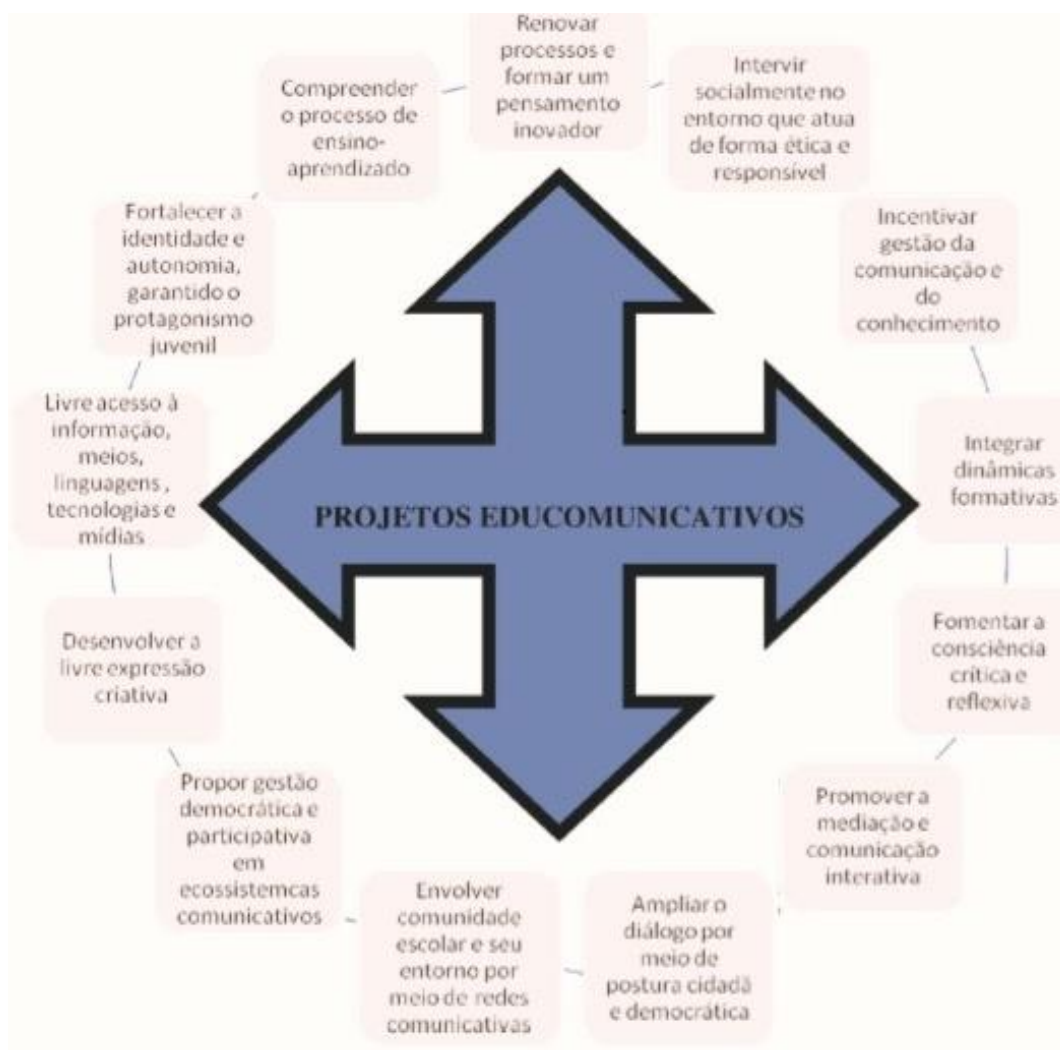 Renovar
processos e
formar um
pensamento
inovador
Intervir
socialmente no
entorno que atua
de forma ética e
responsível
Incentivar
gestão da
comunicação e
do
conhecimento
Integrar
dinâmicas
formativas
Fomentar a
consciência
crítica e
reflexiva
Promover a
mediação e
comunicação
interativa
Ampliar o
diálogo por
meio de
postura cidadã
e democrática
Envolver
comunidade
escolar e seu
entorno por
meio de redes
comunicativas
Propor gestão
democrática e
participativa
em
ecossistemcas
comunicativos
Desenvolver a
livre expressão
criativa
Livre acesso à
informação,
meios,
linguagens ,
tecnologias e
mídias
Fortalecer a
identidade e
autonomia,
garantido o
protagonismo
juvenil
Compreender
o processo de
ensino-
aprendizado
PROJETOS EDUCOMUNICATIVOS